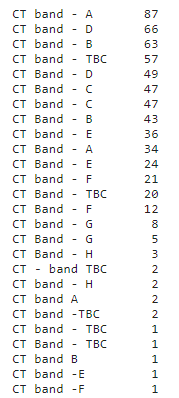 CT band - A 87
CT band - D 66
CT band - B 63
CT band - TBC 57
CT Band - D 49
CT Band - C 47
CT band - C 47
CT Band - B 43
CT band - E 36
CT Band - A 34
CT Band - E 24
CT band - F 21
CT Band - TBC 20
CT Band - F 12
CT band - G 8
CT Band - G 5
CT Band - H 3
CT - band TBC 2
CT band - H 2
CT band A 2
CT band -TBC 2
CT band - TBC 1
CT Band - TBC 1
CT band B 1
CT band -E 1
CT band -F 1